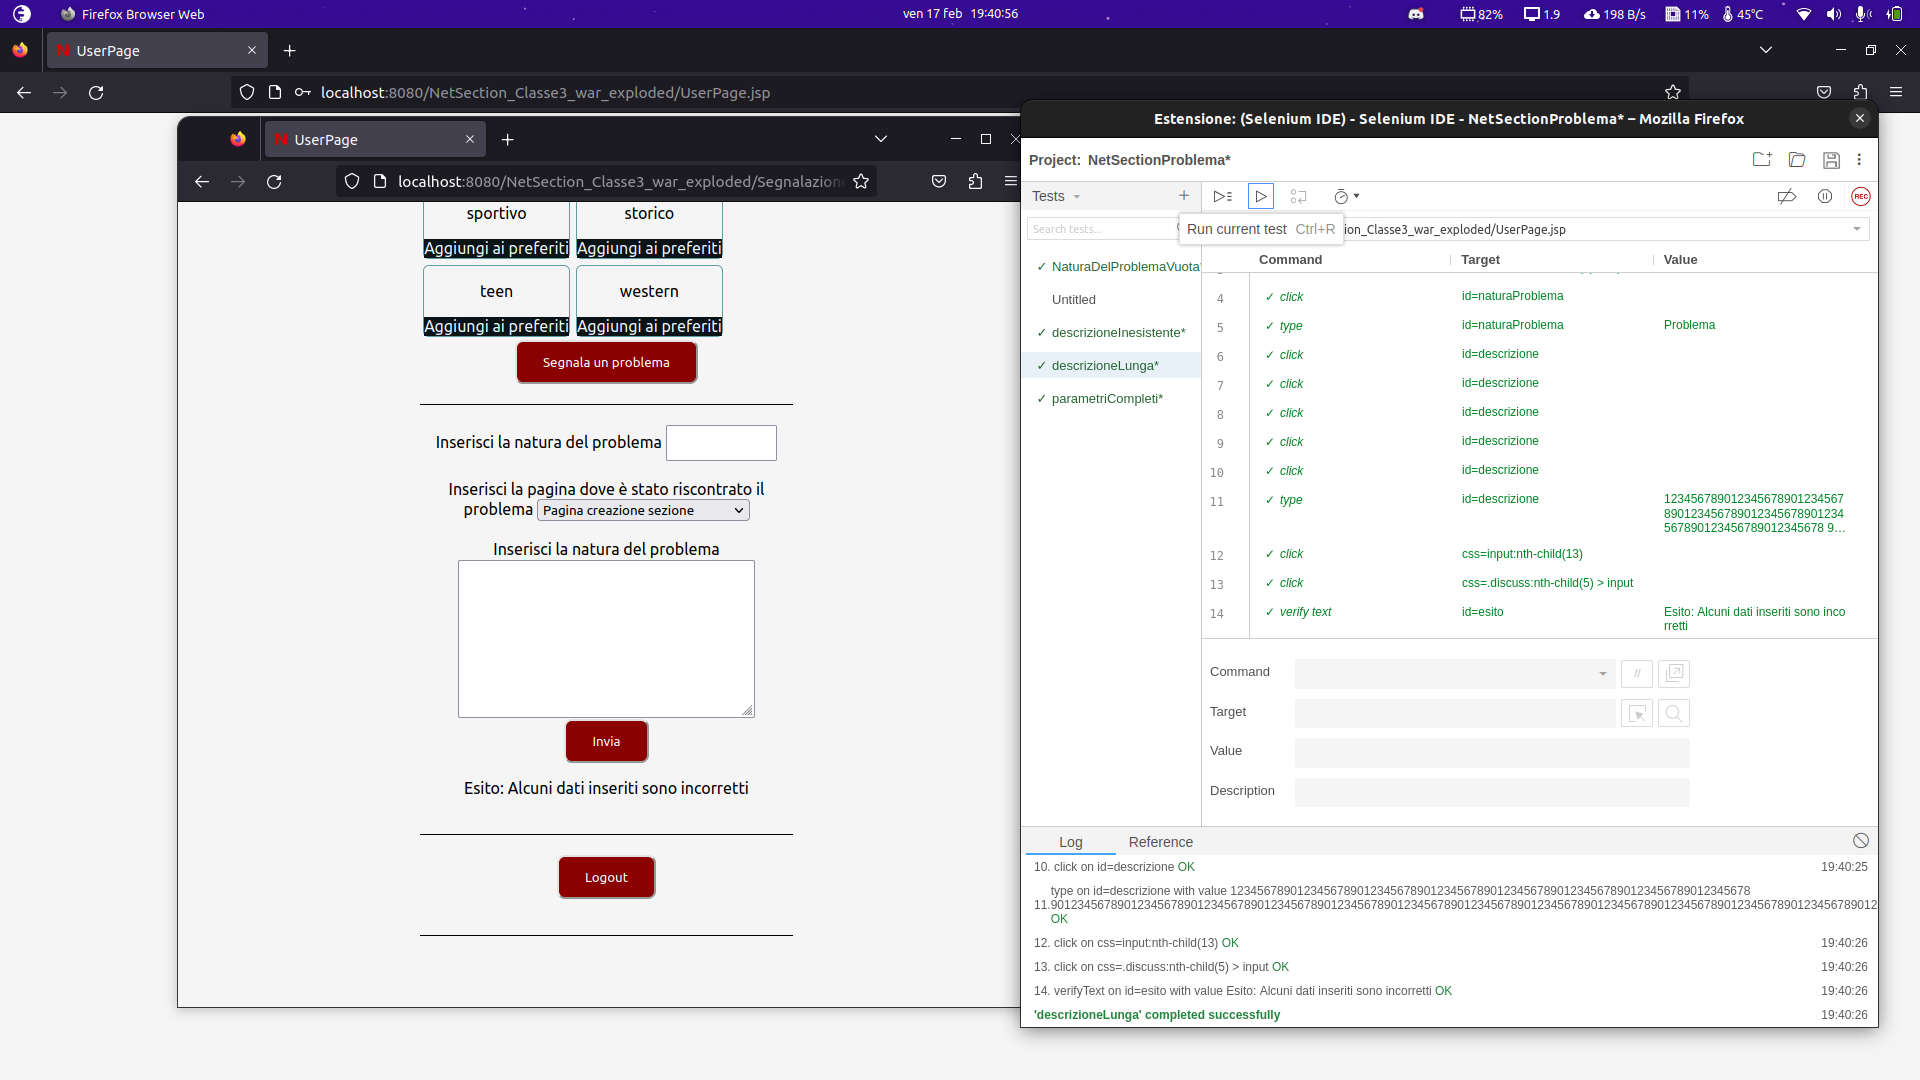 Firefox Browser Web
ven 17 feb 19:40:56
82%
1.9
198 B/s
11%
45°C
UserPage
localhost:8080/NetSection_Classe3_war_exploded/UserPage.jsp
UserPage
localhost:8080/NetSection_Classe3_war_exploded/Segnalazion
sportivo
storico
Aggiungi ai preferiti
Aggiungi ai preferiti
teen
western
Aggiungi ai preferiti
Aggiungi ai preferiti
Segnala un problema
Inserisci la natura del problema
Inserisci la pagina dove è stato riscontrato il
problema Pagina creazione sezione
Inserisci la natura del problema
Invia
Esito: Alcuni dati inseriti sono incorretti
Logout
Estensione: (Selenium IDE) - Selenium IDE - NetSectionProblema* – Mozilla Firefox
Project: NetSectionProblema*
Tests
REC
Search tests...
Run current test Ctrl+R
ion_Classe3_war_exploded/UserPage.jsp
✓ NaturaDelProblemaVuota
Untitled
✓ descrizioneInesistente*
✓ descrizioneLunga*
✓ parametriCompleti*
Command Target Value
4 ✓ click id=naturaProblema
5 ✓ type id=naturaProblema Problema
6 ✓ click id=descrizione
7 ✓ click id=descrizione
8 ✓ click id=descrizione
9 ✓ click id=descrizione
10 ✓ click id=descrizione
11 ✓ type id=descrizione 123456789012345678901234567
890123456789012345678901234
567890123456789012345678 9…
12 ✓ click css=input:nth-child(13)
13 ✓ click css=.discuss:nth-child(5) > input
14 ✓ verify text id=esito Esito: Alcuni dati inseriti sono inco
rretti
Command
//
Target
Value
Description
Log Reference
10. click on id=descrizione OK 19:40:25
type on id=descrizione with value
11.
OK
12. click on css=input:nth-child(13) OK 19:40:26
13. click on css=.discuss:nth-child(5) > input OK 19:40:26
14. verifyText on id=esito with value Esito: Alcuni dati inseriti sono incorretti OK 19:40:26
'descrizioneLunga' completed successfully 19:40:26